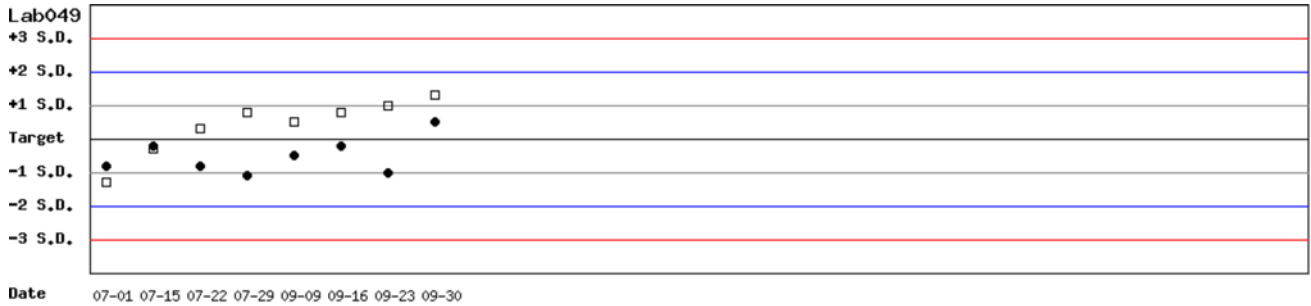 Lab049
+3 S.D.
+2 S.D.
+1 S.D.
Target
-1 S.D.
-2 S.D.
-3 S.D.
Date 07-01 07-15 07-22 07-29 09-09 09-16 09-23 09-30